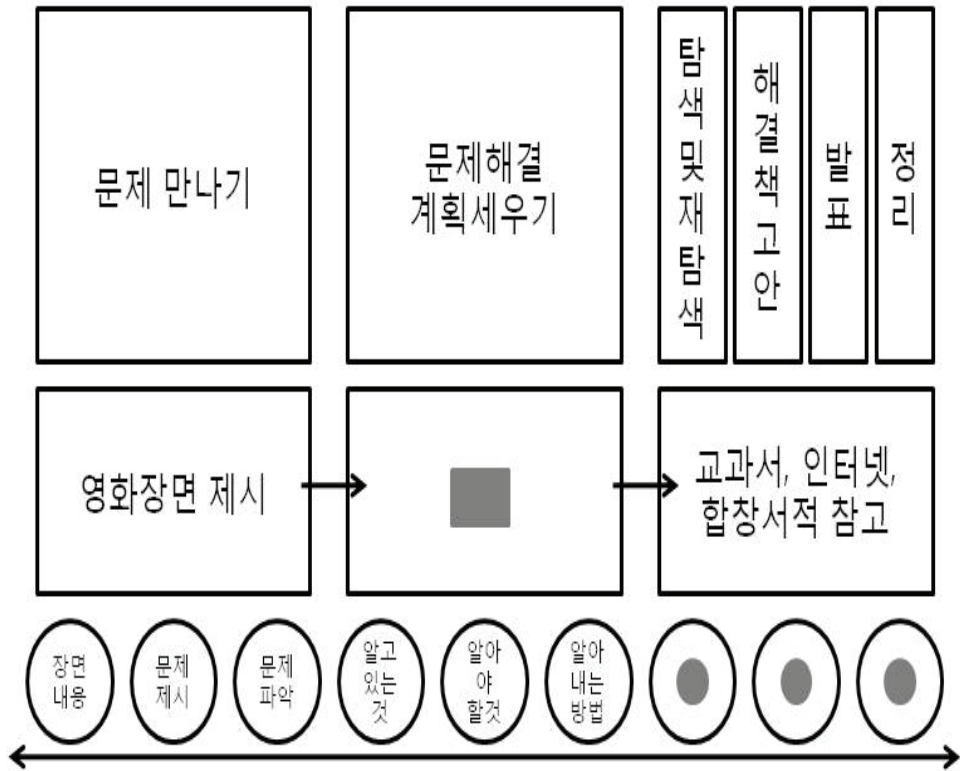 문제 만나기
문제해결
계획세우기
탐색및재탐색
해결책고안
발표
정리
영화장면 제시
교과서, 인터넷,
합창서적 참고
장면
내용
문제
제시
문제
파악
알고
있는
것
알아
야
할것
알아
내는
방법